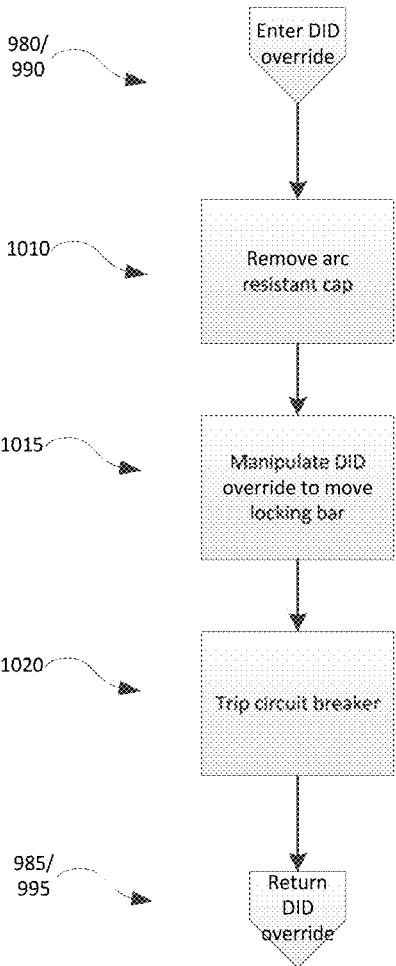 980/
990
Enter DID
override
1010
Remove arc
resistant cap
1015
Manipulate DID
override to move
locking bar
1020
Trip circuit breaker
985/
995
Return
DID
override